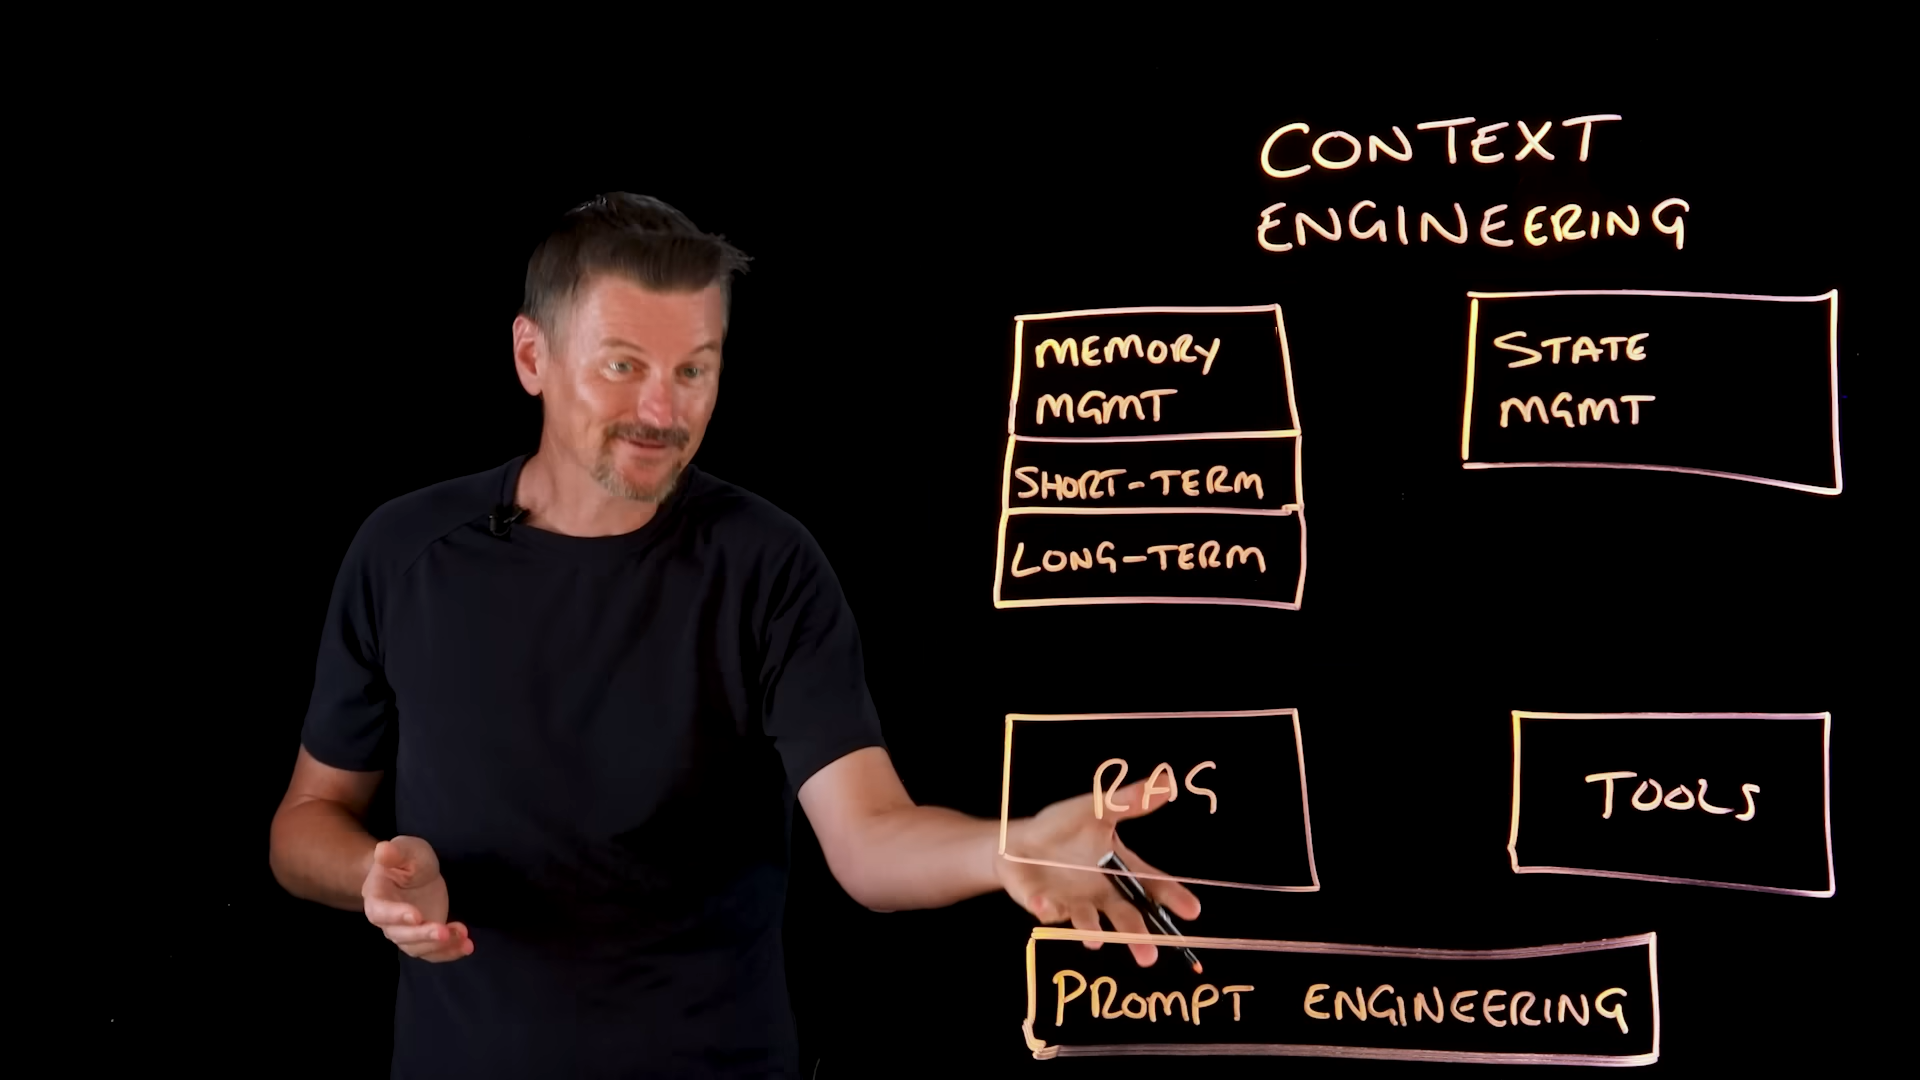 CONTEXT
ENGINEERING
MEMORY
MGMT
SHORT-TERM
LONG-TERM
STATE
MGMT
RAG
TOOLS
PROMPT ENGINEERING